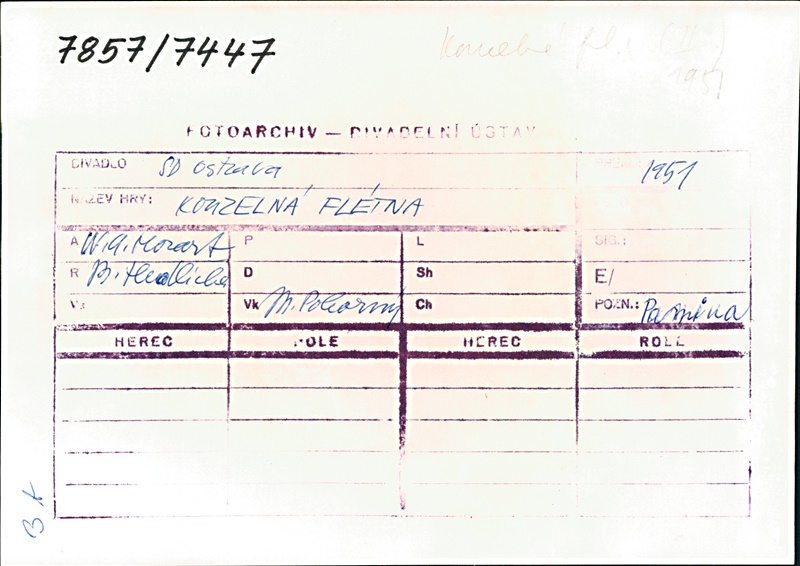 7857/7447
1951
FOTOARCHIV — DIVADELNÍ ÚSTAV
DIVADLO SD Ostrava 1951
NÁZEV HRY: KOUZELNÁ FLÉTNA
A W.A. Mozart P L SIG.:
R B. D Sh E/
Vk M. Pokorný Ch POZN.: Pamina
HEREC ROLE HEREC ROLE